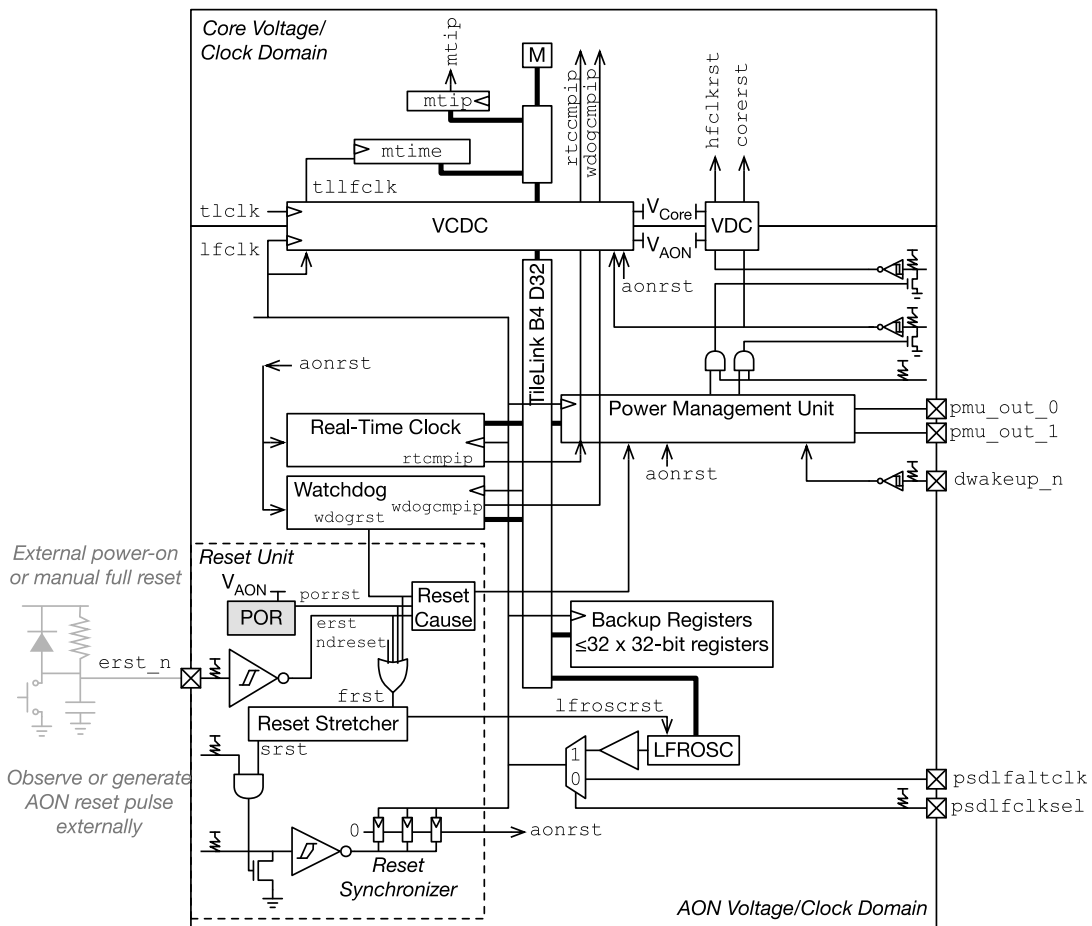 Core Voltage/
Clock Domain
mtip
M
mtip
rtccmpip
wdogcmpip
hfclkrst
corerst
mtime
tllfclk
tlclk
VCDC
VCore
VDC
lfclk
VAON
aonrst
TileLink B4 D32
aonrst
Power Management Unit
pmu_out_0
pmu_out_1
Real-Time Clock
rtcmpip
aonrst
dwakeup_n
Watchdog
wdogcmpip
wdogrst
External power-on
or manual full reset
Reset Unit
VAON
porrst
POR
Reset
Cause
erst
ndreset
Backup Registers
≤32 x 32-bit registers
erst_n
frst
lfroscrst
Reset Stretcher
srst
LFROSC
1
0
Observe or generate
AON reset pulse
externally
psdlfaltclk
psdlfclksel
0
aonrst
Reset
Synchronizer
AON Voltage/Clock Domain